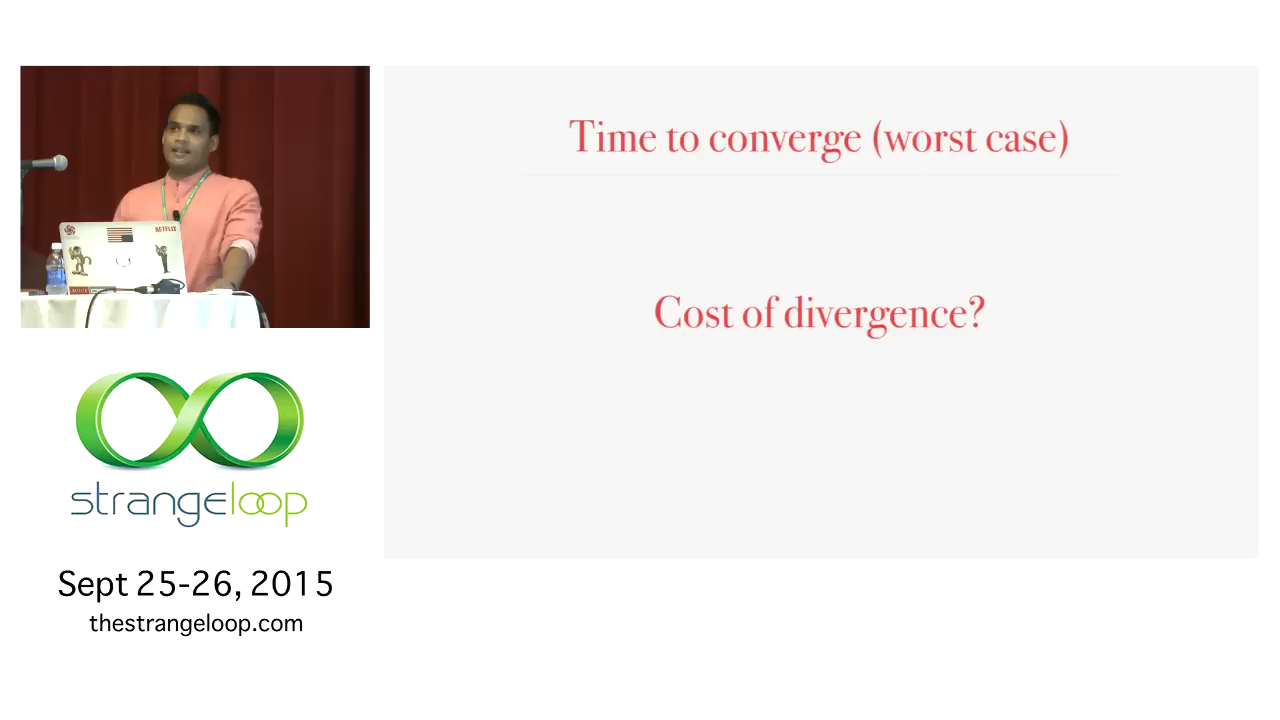 Time to converge (worst case)
Cost of divergence?
NETFLIX
strangeloop
Sept 25-26, 2015
thestrangeloop.com